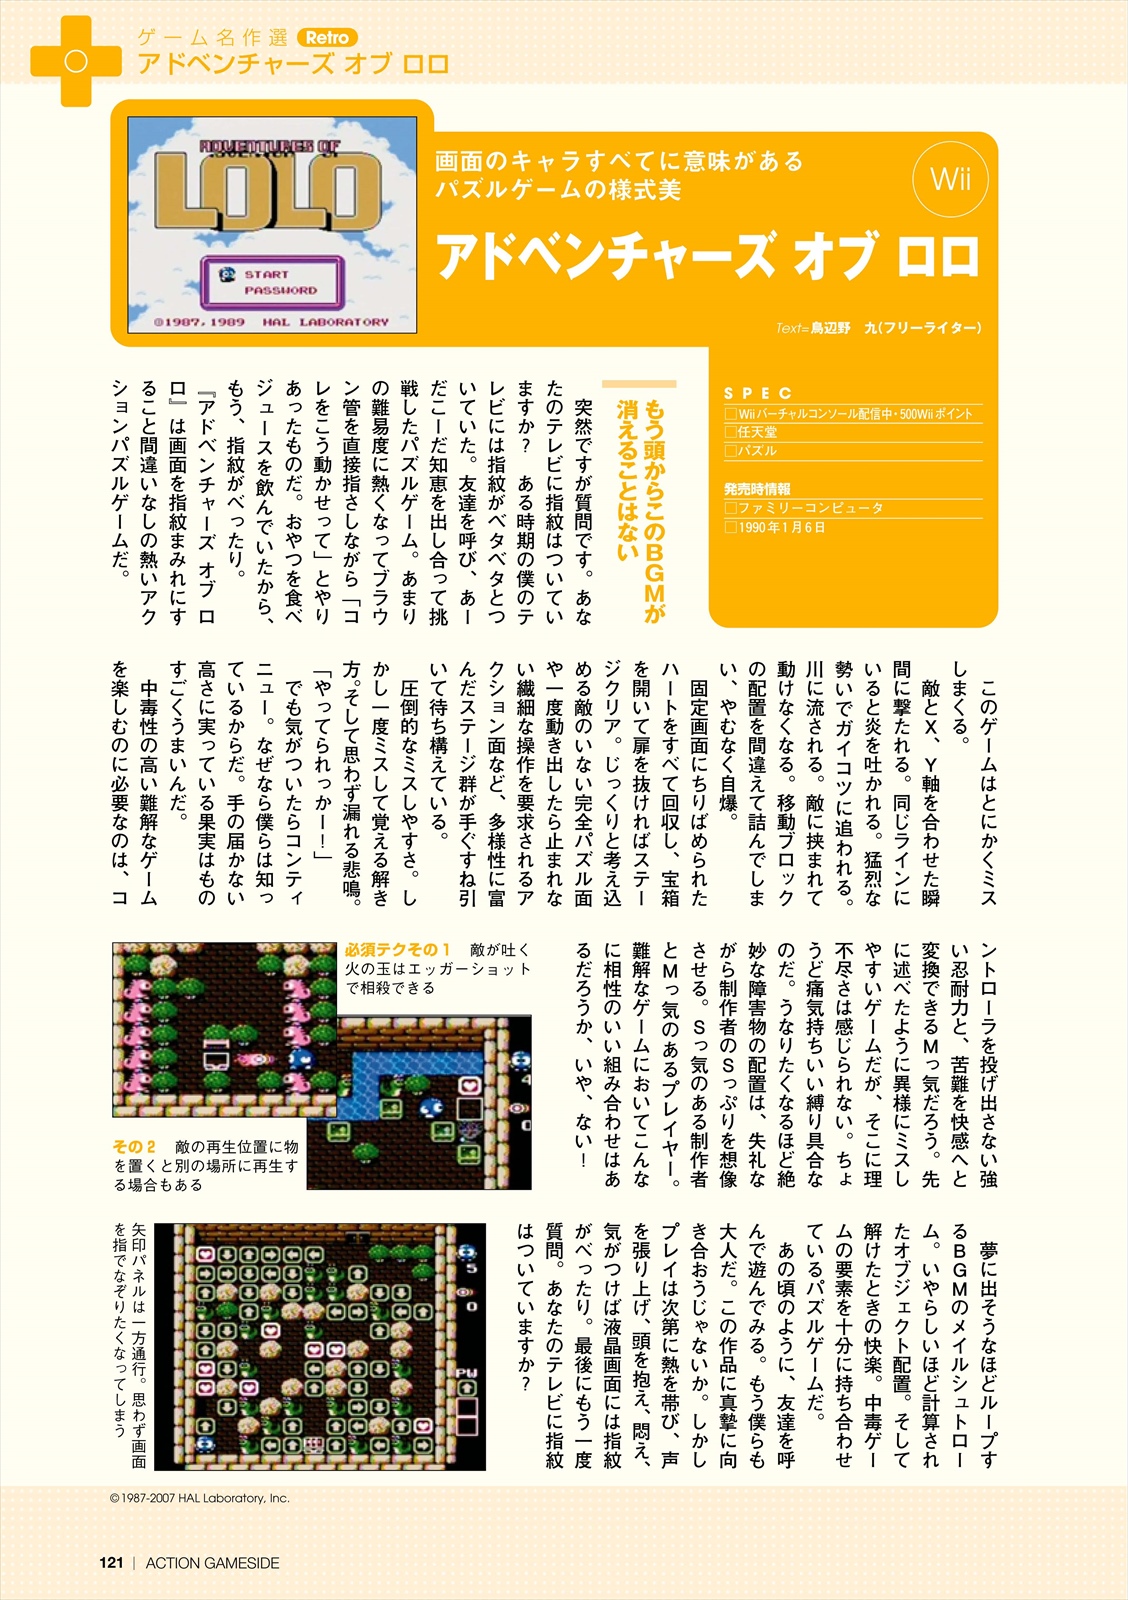 ゲーム名作選 Retro
アドベンチャーズ オブ ロロ
ADVENTURES OF
LOLO
START
PASSWORD
©1987,1989 HAL LABORATORY
画面のキャラすべてに意味がある
パズルゲームの様式美
Wii
アドベンチャーズ オブ ロロ
Text=鳥辺野 九(フリーライター)
SPEC
□Wiiバーチャルコンソール配信中・500Wiiポイント
□任天堂
□パズル
発売時情報
□ファミリーコンピュータ
□1990年1月6日
もう頭からこのBGMが
消えることはない
突然ですが質問です。あな
たのテレビに指紋はついてい
ますか? ある時期の僕のテ
レビには指紋がベタベタとつ
いていた。友達を呼び、あー
だこーだ知恵を出し合って挑
戦したパズルゲーム。あまり
の難易度に熱くなってブラウ
ン管を直接指さしながら「コ
レをこう動かせって」とやり
あったものだ。おやつを食べ
ジュースを飲んでいたから、
もう、指紋がべったり。
『アドベンチャーズ オブ ロ
ロ』は画面を指紋まみれにす
ること間違いなしの熱いアク
ションパズルゲームだ。
このゲームはとにかくミス
しまくる。
敵とX、Y軸を合わせた瞬
間に撃たれる。同じラインに
いると炎を吐かれる。猛烈な
勢いでガイコツに追われる。
川に流される。敵に挟まれて
動けなくなる。移動ブロック
の配置を間違えて詰んでしま
い、やむなく自爆。
固定画面にちりばめられた
ハートをすべて回収し、宝箱
を開いて扉を抜ければステー
ジクリア。じっくりと考え込
める敵のいない完全パズル面
や一度動き出したら止まれな
い繊細な操作を要求されるア
クション面など、多様性に富
んだステージ群が手ぐすね引
いて待ち構えている。
圧倒的なミスしやすさ。し
かし一度ミスして覚える解き
方。そして思わず漏れる悲鳴。
「やってられっかー!」
でも気がついたらコンティ
ニュー。なぜなら僕らは知っ
ているからだ。手の届かない
高さに実っている果実はもの
すごくうまいんだ。
中毒性の高い難解なゲーム
を楽しむのに必要なのは、コ
ントローラを投げ出さない強
い忍耐力と、苦難を快感へと
変換できるMっ気だろう。先
に述べたように異様にミスし
やすいゲームだが、そこに理
不尽さは感じられない。ちょ
うど痛気持ちいい縛り具合な
のだ。うなりたくなるほど絶
妙な障害物の配置は、失礼な
がら制作者のSっぷりを想像
させる。Sっ気のある制作者
とMっ気のあるプレイヤー。
難解なゲームにおいてこんな
に相性のいい組み合わせはあ
るだろうか、いや、ない!
必須テクその1 敵が吐く
火の玉はエッガーショット
で相殺できる
4
0
その2 敵の再生位置に物
を置くと別の場所に再生す
る場合もある
夢に出そうなほどループす
るBGMのメイルシュトロー
ム。いやらしいほど計算され
たオブジェクト配置。そして
解けたときの快楽。中毒ゲー
ムの要素を十分に持ち合わせ
ているパズルゲームだ。
あの頃のように、友達を呼
んで遊んでみる。もう僕らも
大人だ。この作品に真摯に向
き合おうじゃないか。しかし
プレイは次第に熱を帯び、声
を張り上げ、頭を抱え、悶え、
気がつけば液晶画面には指紋
がべったり。最後にもう一度
質問。あなたのテレビに指紋
はついていますか?
5
0
PW
矢印パネルは一方通行。思わず画面
を指でなぞりたくなってしまう
©1987-2007 HAL Laboratory, Inc.
121 | ACTION GAMESIDE